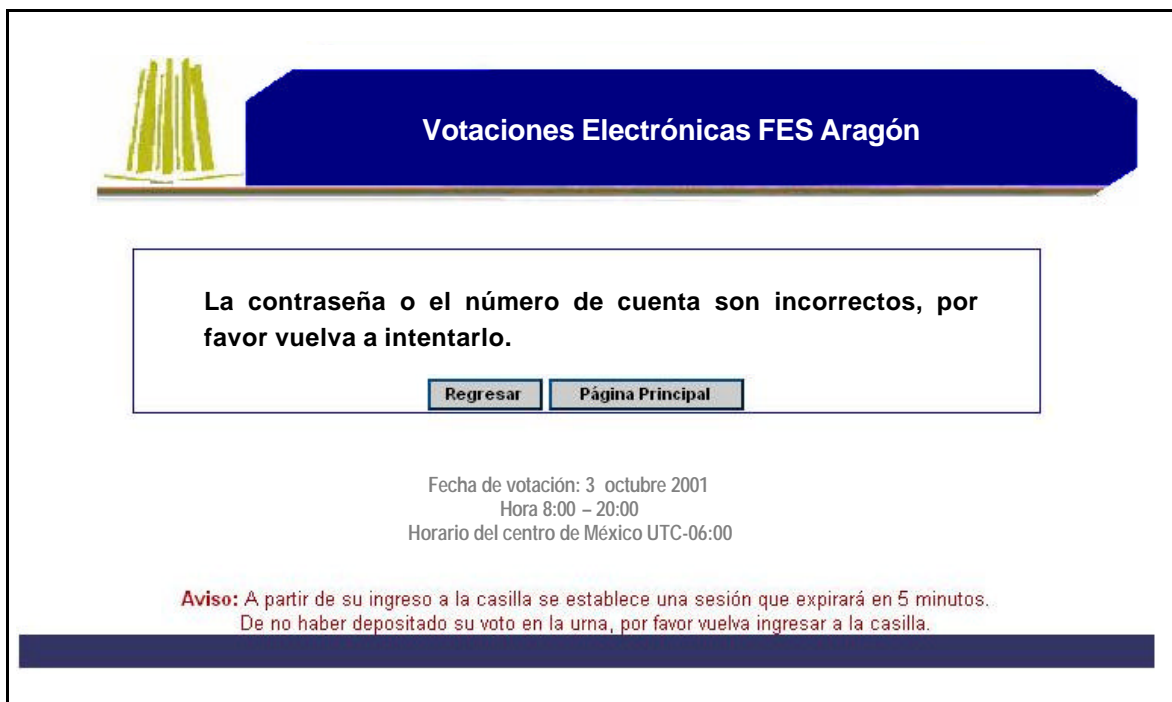 Votaciones Electrónicas FES Aragón
La contraseña o el número de cuenta son incorrectos, por
favor vuelva a intentarlo.
Regresar Página Principal
Fecha de votación: 3 octubre 2001
Hora 8:00 – 20:00
Horario del centro de México UTC-06:00
Aviso: A partir de su ingreso a la casilla se establece una sesión que expirará en 5 minutos.
De no haber depositado su voto en la urna, por favor vuelva ingresar a la casilla.